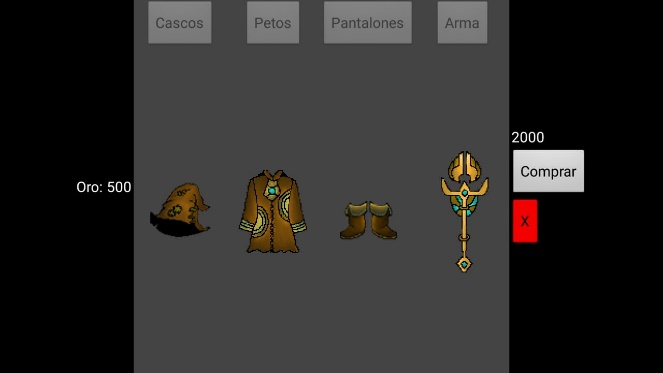 Cascos
Petos
Pantalones
Arma
2000
Comprar
Oro: 500
X